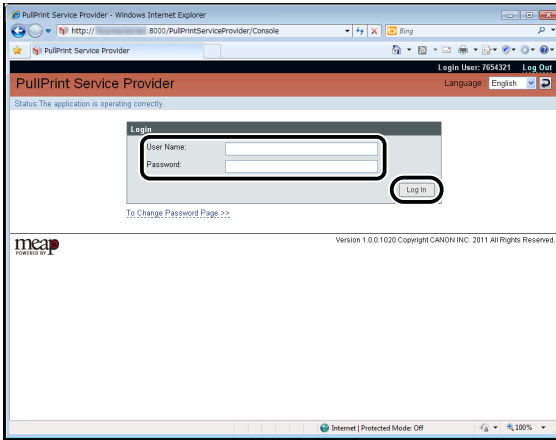 PullPrint Service Provider - Windows Internet Explorer
http:// :8000/PullPrintServiceProvider/Console
Bing
PullPrint Service Provider
Login User: 7654321 Log Out
PullPrint Service Provider
Language : English
Status:The application is operating correctly.
Login
User Name:
Password:
Log In
To Change Password Page >>
meap
POWERED BY
Version 1.0.0.1020 Copyright CANON INC. 2011 All Rights Reserved.
Internet | Protected Mode: Off
100%